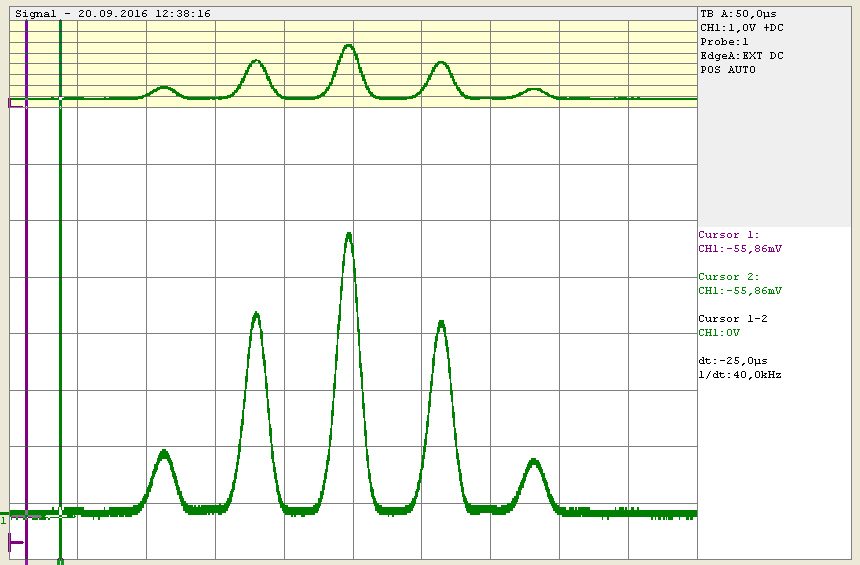 Signal - 20.09.2016 12:38:16
TB A:50,0µs
CH1:1,0V +DC
Probe:1
EdgeA:EXT DC
POS AUTO
Cursor 1:
CH1:-55,86mV
Cursor 2:
CH1:-55,86mV
Cursor 1-2
CH1:0V
dt:-25,0µs
1/dt:40,0kHz
1